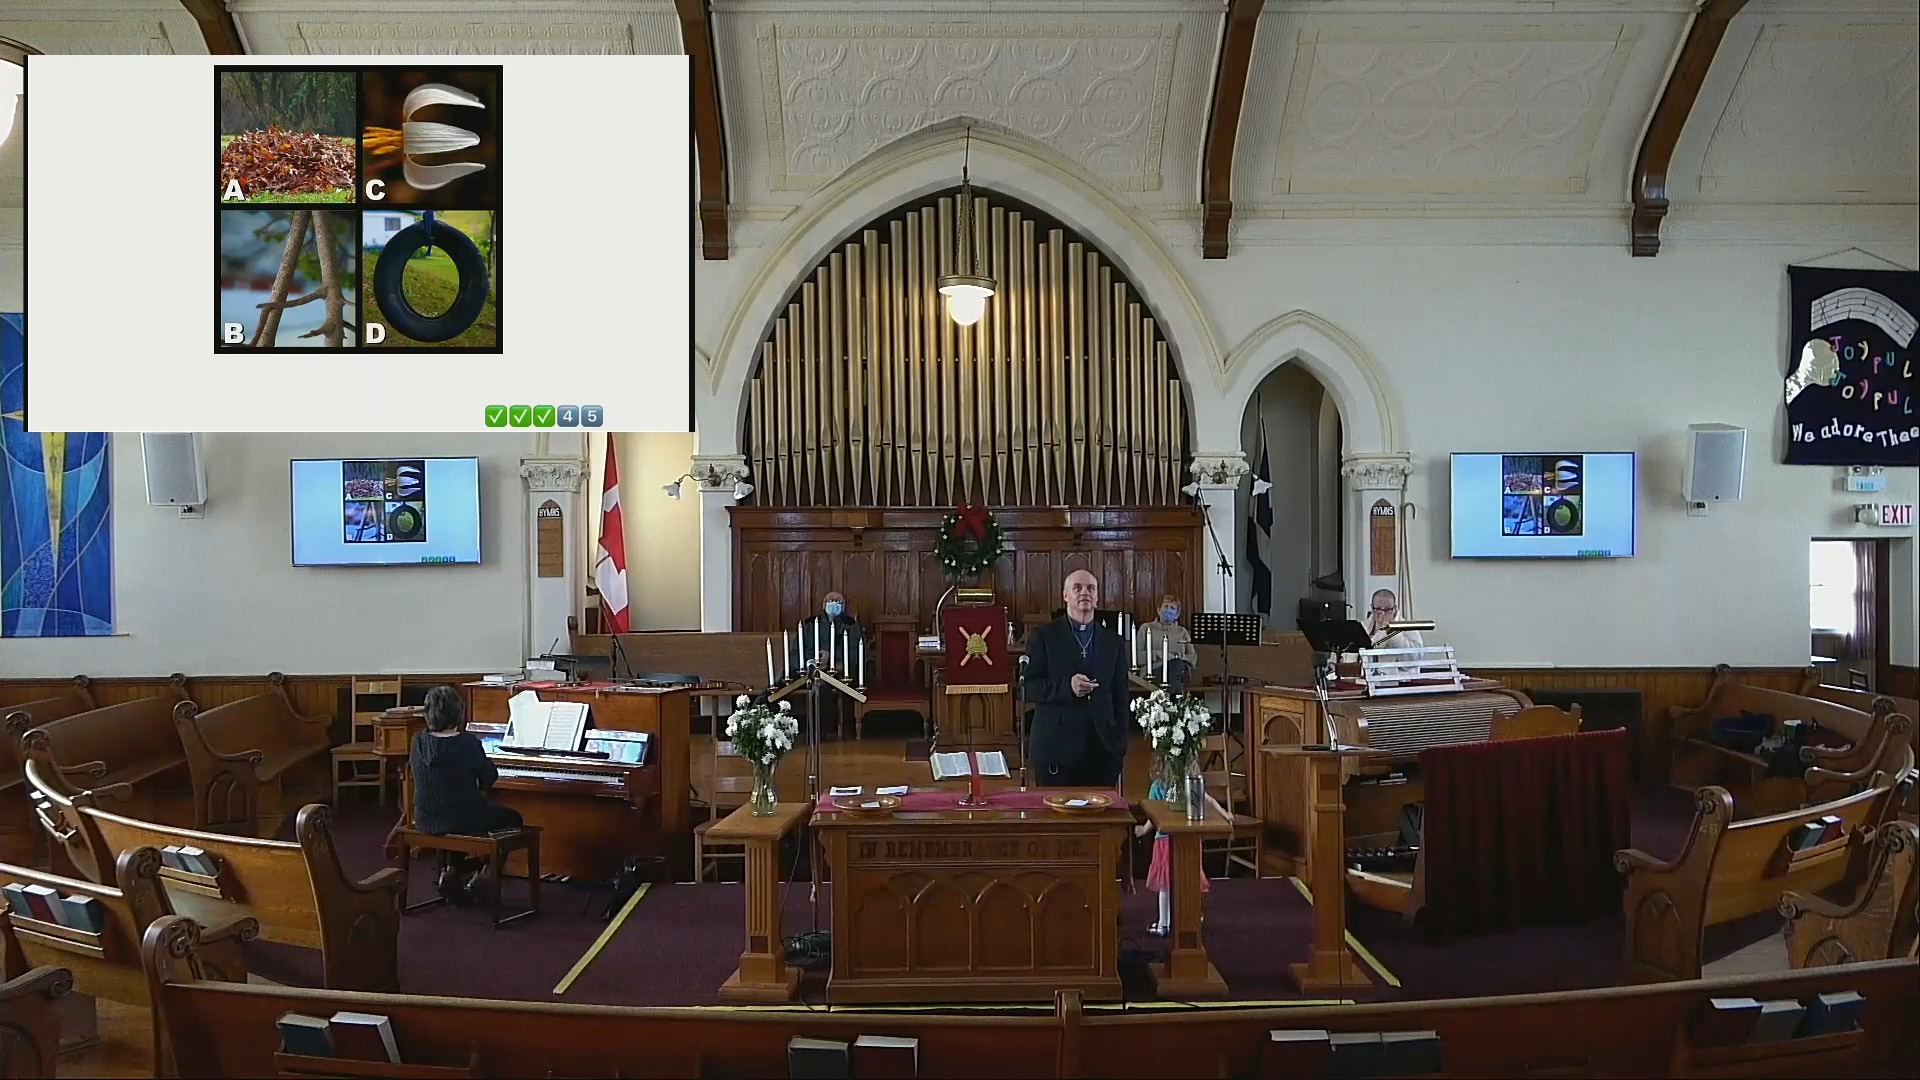 A
C
B
D
✓ ✓ ✓ 4 5
JOYFUL
JOYFUL
We adore Thee
HYMNS
HYMNS
EXIT
A
C
B
D
A
C
B
D
IN REMEMBRANCE OF ME